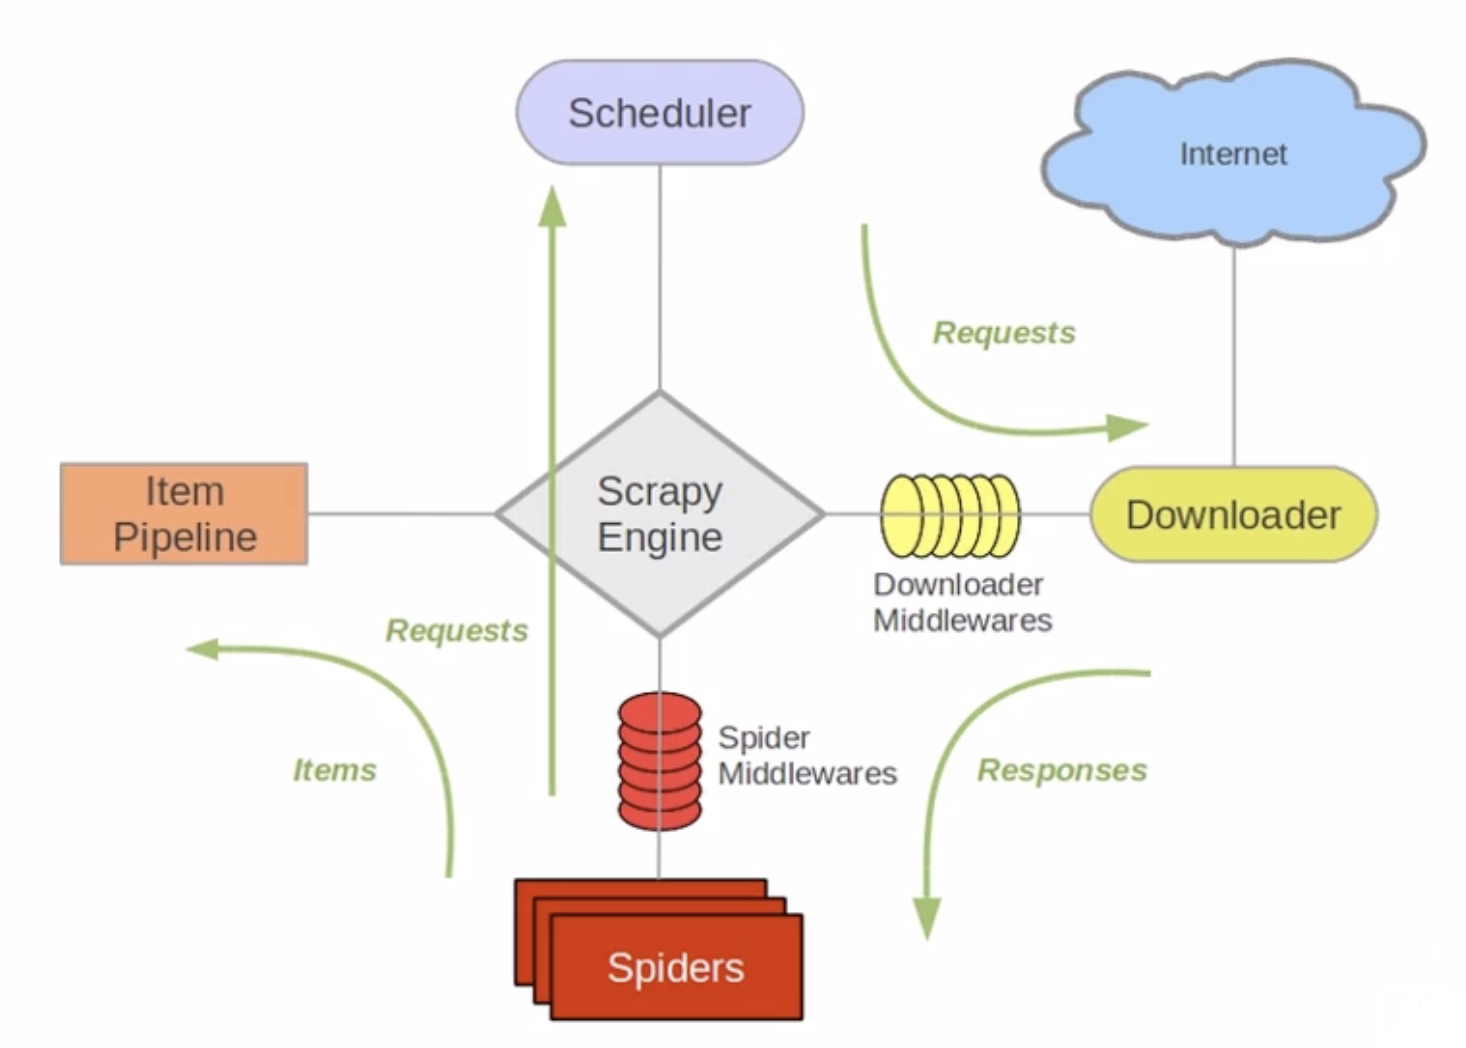 Scheduler
Internet
Requests
Item
Pipeline
Scrapy
Engine
Downloader
Downloader
Middlewares
Requests
Items
Spider
Middlewares
Responses
Spiders